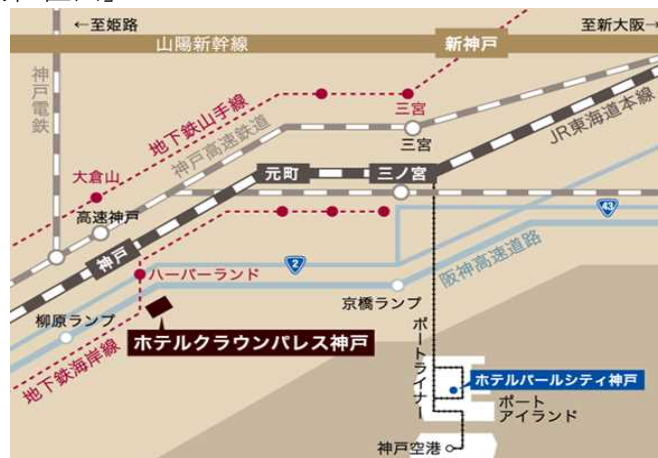 ←至姫路
至新大阪→
山陽新幹線
新神戸
神戸電鉄
地下鉄山手線
三宮
神戸高速鉄道
三宮
JR東海道本線
大倉山
元町
三ノ宮
高速神戸
43
神戸
ハーバーランド
2
阪神高速道路
京橋ランプ
柳原ランプ
ホテルクラウンパレス神戸
地下鉄海岸線
ポートライナー
ホテルパールシティ神戸
ポート
アイランド
神戸空港